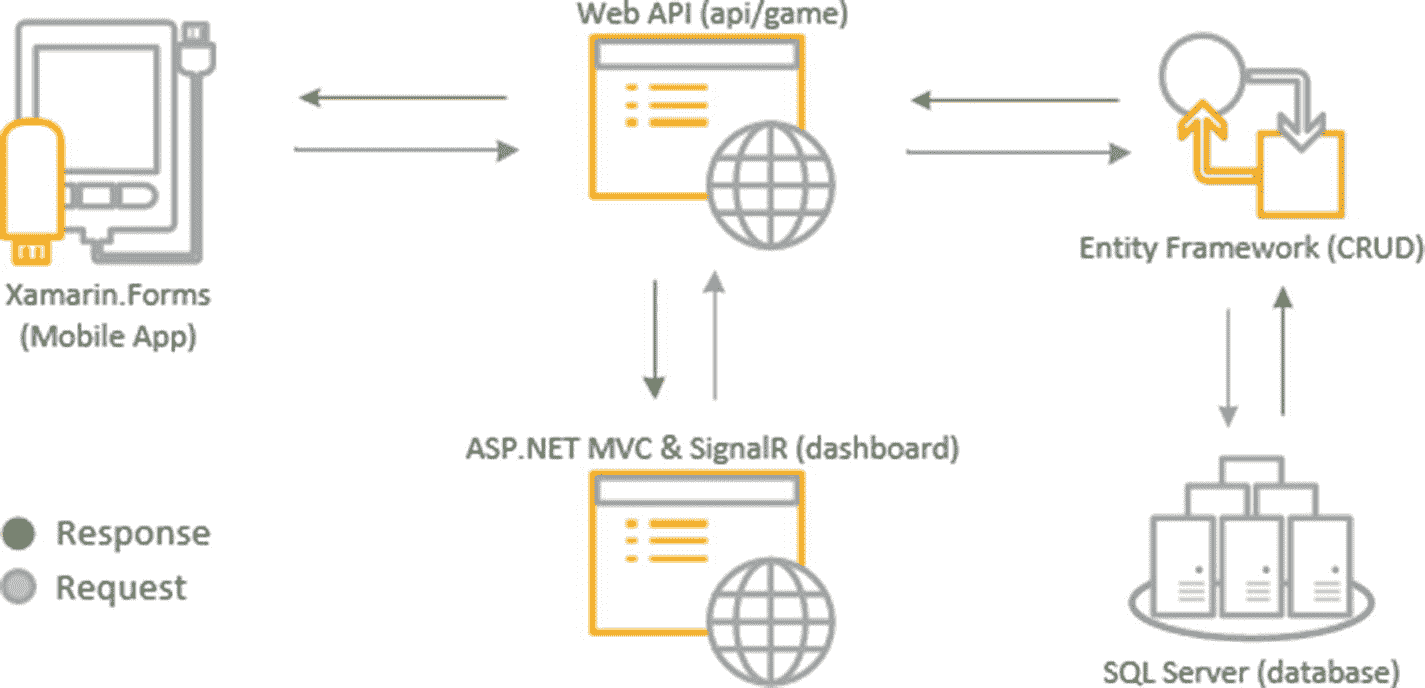 Web API (api/game)
Xamarin.Forms
(Mobile App)
Entity Framework (CRUD)
ASP.NET MVC & SignalR (dashboard)
Response
Request
SQL Server (database)